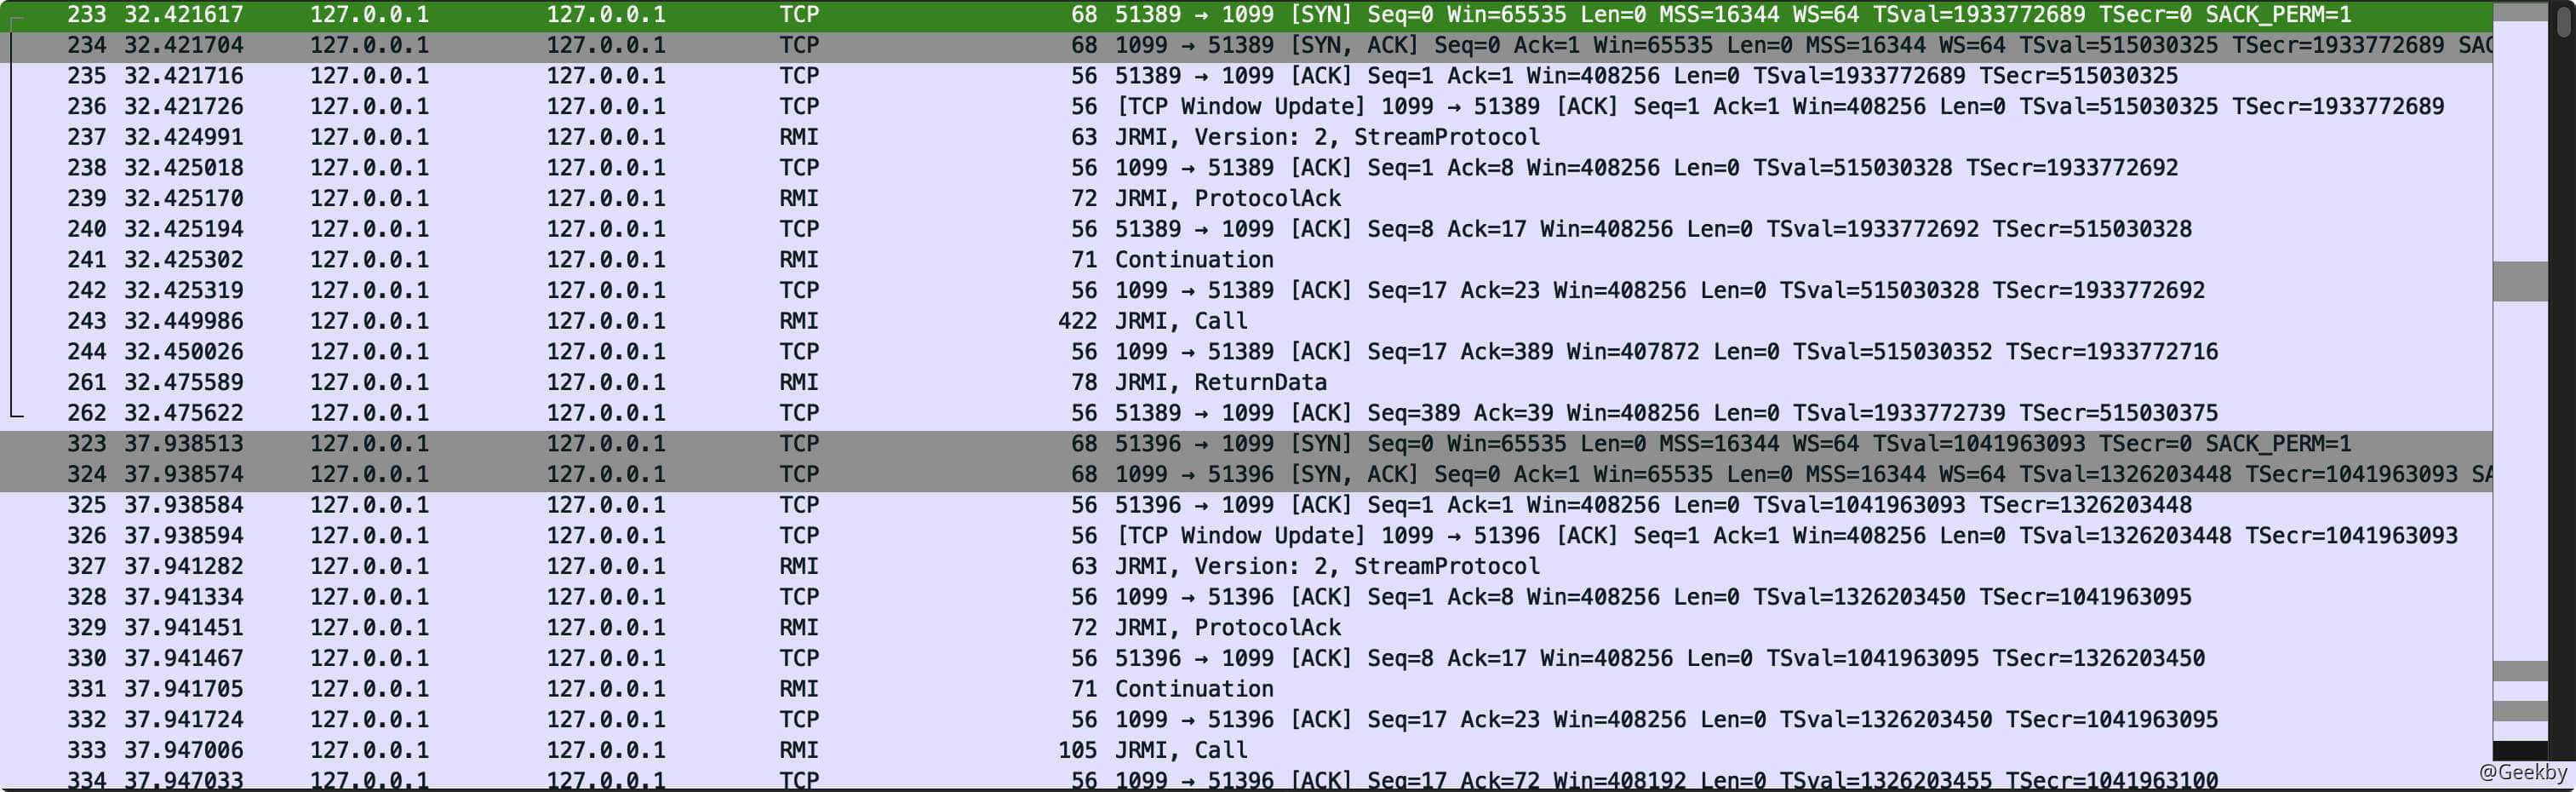 233 32.421617 127.0.0.1 127.0.0.1 TCP 68 51389 → 1099 [SYN] Seq=0 Win=65535 Len=0 MSS=16344 WS=64 TSval=1933772689 TSecr=0 SACK_PERM=1
234 32.421704 127.0.0.1 127.0.0.1 TCP 68 1099 → 51389 [SYN, ACK] Seq=0 Ack=1 Win=65535 Len=0 MSS=16344 WS=64 TSval=515030325 TSecr=1933772689 SAC
235 32.421716 127.0.0.1 127.0.0.1 TCP 56 51389 → 1099 [ACK] Seq=1 Ack=1 Win=408256 Len=0 TSval=1933772689 TSecr=515030325
236 32.421726 127.0.0.1 127.0.0.1 TCP 56 [TCP Window Update] 1099 → 51389 [ACK] Seq=1 Ack=1 Win=408256 Len=0 TSval=515030325 TSecr=1933772689
237 32.424991 127.0.0.1 127.0.0.1 RMI 63 JRMI, Version: 2, StreamProtocol
238 32.425018 127.0.0.1 127.0.0.1 TCP 56 1099 → 51389 [ACK] Seq=1 Ack=8 Win=408256 Len=0 TSval=515030328 TSecr=1933772692
239 32.425170 127.0.0.1 127.0.0.1 RMI 72 JRMI, ProtocolAck
240 32.425194 127.0.0.1 127.0.0.1 TCP 56 51389 → 1099 [ACK] Seq=8 Ack=17 Win=408256 Len=0 TSval=1933772692 TSecr=515030328
241 32.425302 127.0.0.1 127.0.0.1 RMI 71 Continuation
242 32.425319 127.0.0.1 127.0.0.1 TCP 56 1099 → 51389 [ACK] Seq=17 Ack=23 Win=408256 Len=0 TSval=515030328 TSecr=1933772692
243 32.449986 127.0.0.1 127.0.0.1 RMI 422 JRMI, Call
244 32.450026 127.0.0.1 127.0.0.1 TCP 56 1099 → 51389 [ACK] Seq=17 Ack=389 Win=407872 Len=0 TSval=515030352 TSecr=1933772716
261 32.475589 127.0.0.1 127.0.0.1 RMI 78 JRMI, ReturnData
262 32.475622 127.0.0.1 127.0.0.1 TCP 56 51389 → 1099 [ACK] Seq=389 Ack=39 Win=408256 Len=0 TSval=1933772739 TSecr=515030375
323 37.938513 127.0.0.1 127.0.0.1 TCP 68 51396 → 1099 [SYN] Seq=0 Win=65535 Len=0 MSS=16344 WS=64 TSval=1041963093 TSecr=0 SACK_PERM=1
324 37.938574 127.0.0.1 127.0.0.1 TCP 68 1099 → 51396 [SYN, ACK] Seq=0 Ack=1 Win=65535 Len=0 MSS=16344 WS=64 TSval=1326203448 TSecr=1041963093 SA
325 37.938584 127.0.0.1 127.0.0.1 TCP 56 51396 → 1099 [ACK] Seq=1 Ack=1 Win=408256 Len=0 TSval=1041963093 TSecr=1326203448
326 37.938594 127.0.0.1 127.0.0.1 TCP 56 [TCP Window Update] 1099 → 51396 [ACK] Seq=1 Ack=1 Win=408256 Len=0 TSval=1326203448 TSecr=1041963093
327 37.941282 127.0.0.1 127.0.0.1 RMI 63 JRMI, Version: 2, StreamProtocol
328 37.941334 127.0.0.1 127.0.0.1 TCP 56 1099 → 51396 [ACK] Seq=1 Ack=8 Win=408256 Len=0 TSval=1326203450 TSecr=1041963095
329 37.941451 127.0.0.1 127.0.0.1 RMI 72 JRMI, ProtocolAck
330 37.941467 127.0.0.1 127.0.0.1 TCP 56 51396 → 1099 [ACK] Seq=8 Ack=17 Win=408256 Len=0 TSval=1041963095 TSecr=1326203450
331 37.941705 127.0.0.1 127.0.0.1 RMI 71 Continuation
332 37.941724 127.0.0.1 127.0.0.1 TCP 56 1099 → 51396 [ACK] Seq=17 Ack=23 Win=408256 Len=0 TSval=1326203450 TSecr=1041963095
333 37.947006 127.0.0.1 127.0.0.1 RMI 105 JRMI, Call
334 37.947033 127.0.0.1 127.0.0.1 TCP 56 1099 → 51396 [ACK] Seq=17 Ack=72 Win=408192 Len=0 TSval=1326203455 TSecr=1041963100
@Geekby